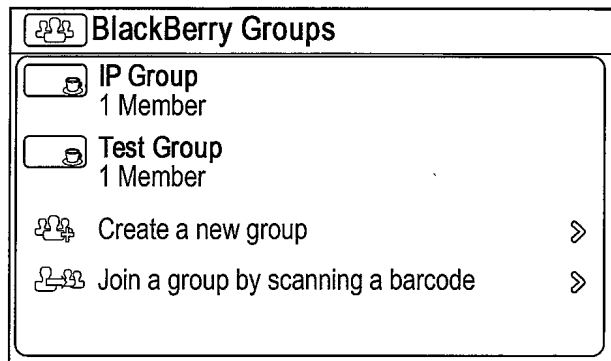 BlackBerry Groups
IP Group
1 Member
Test Group
1 Member
Create a new group
Join a group by scanning a barcode